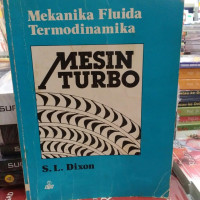 Mekanika Fluida
Termodinamika
MESIN
TURBO
S. L. Dixon